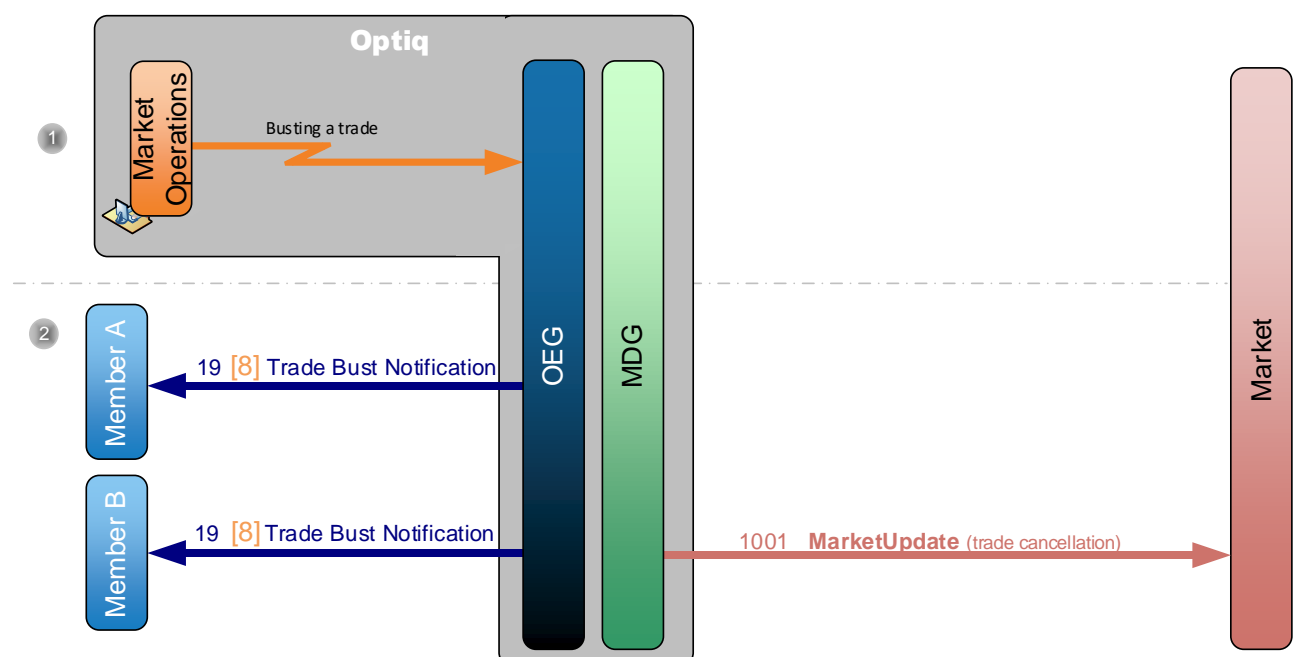 Optiq
Market
Operations
1
Busting a trade
2
Member A
19 [8] Trade Bust Notification
OEG
MDG
Market
Member B
19 [8] Trade Bust Notification
1001 MarketUpdate (trade cancellation)